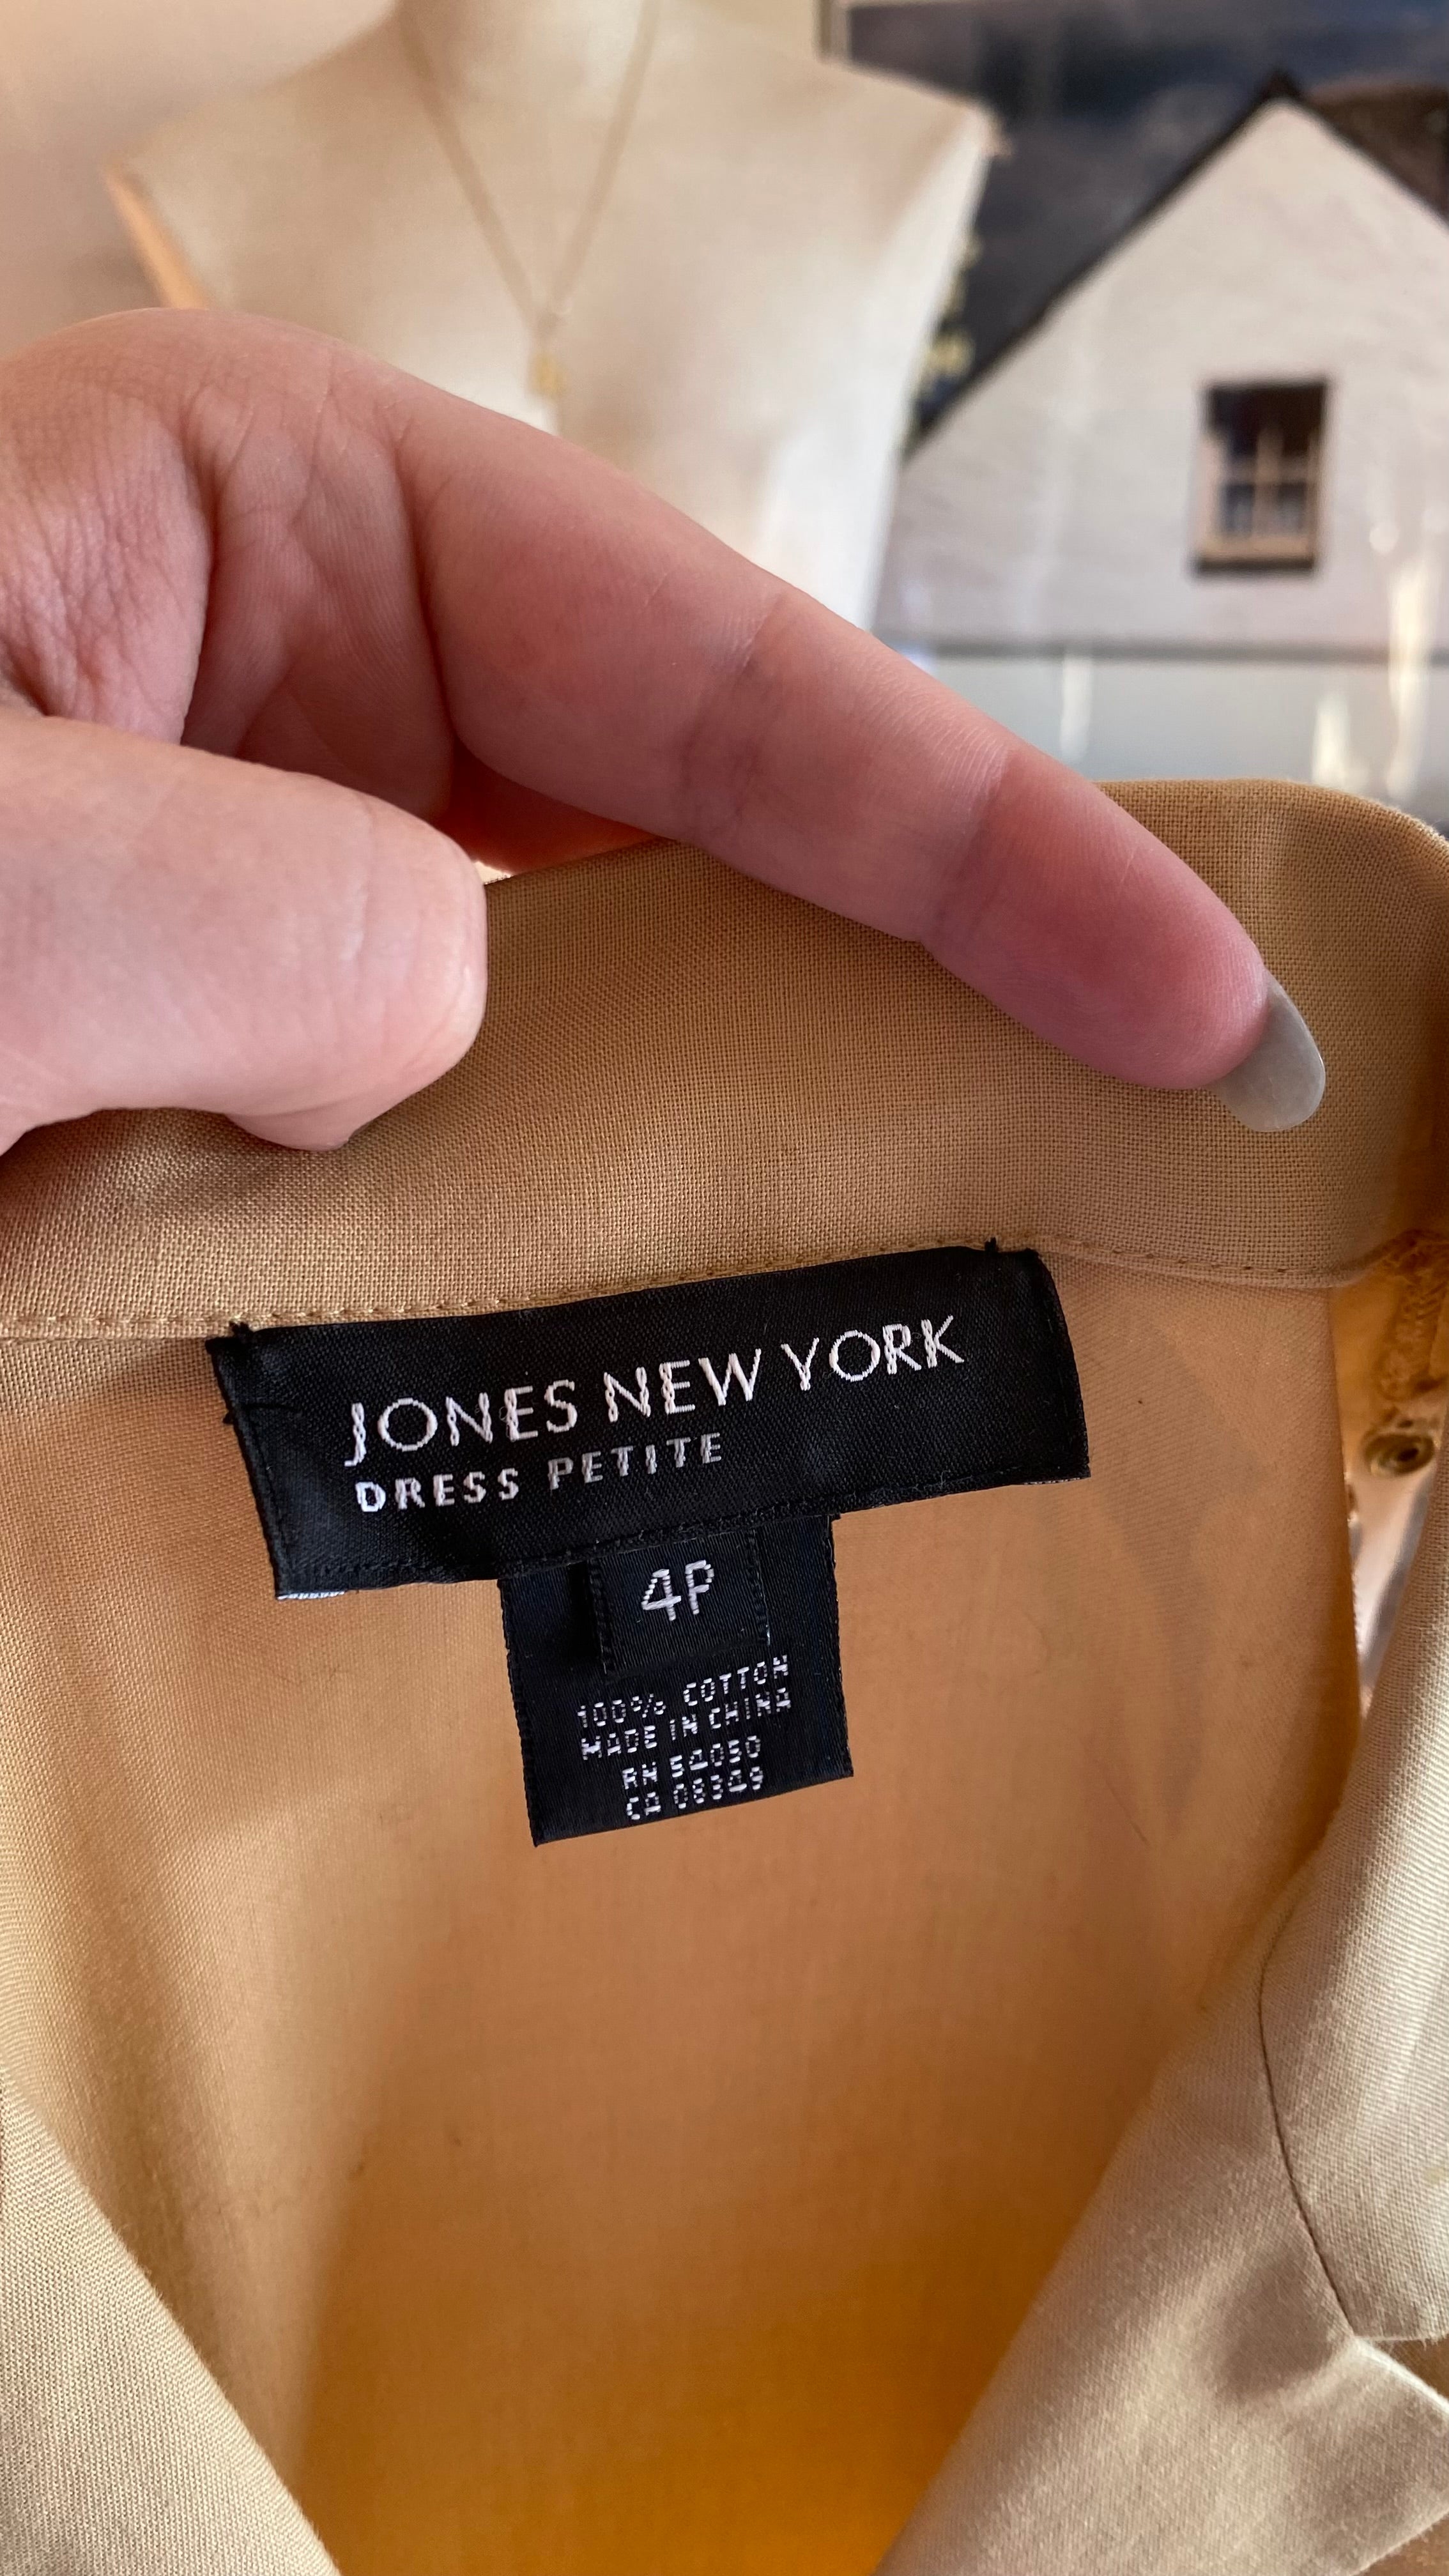 JONES NEW YORK
DRESS PETITE
4P
100% COTTON
MADE IN CHINA
RN 54050
CA 08349